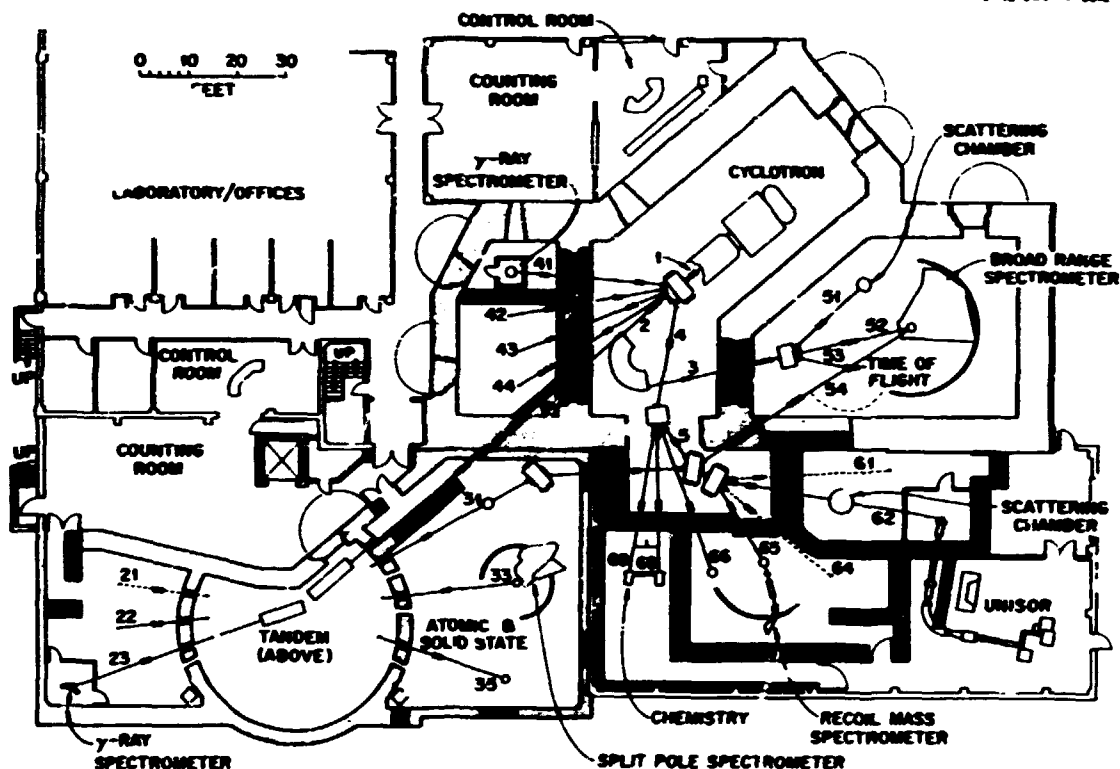 CONTROL ROOM
0 10 20 30
COUNTING
ROOM
γ-RAY
SPECTROMETER
SCATTERING
CHAMBER
CYCLOTRON
LABORATORY/OFFICES
BROAD RANGE
SPECTROMETER
41
1
51
42
2
4
52
43
53
44
3
TIME OF
FLIGHT
54
UP
CONTROL
ROOM
UP
UP
COUNTING
ROOM
5
61
31
62
SCATTERING
CHAMBER
21
33
66
65
64
22
ATOMIC &
SOLID STATE
UNISOR
TANDEM
(ABOVE)
23
35
CHEMISTRY
RECOIL MASS
SPECTROMETER
γ-RAY
SPECTROMETER
SPLIT POLE SPECTROMETER